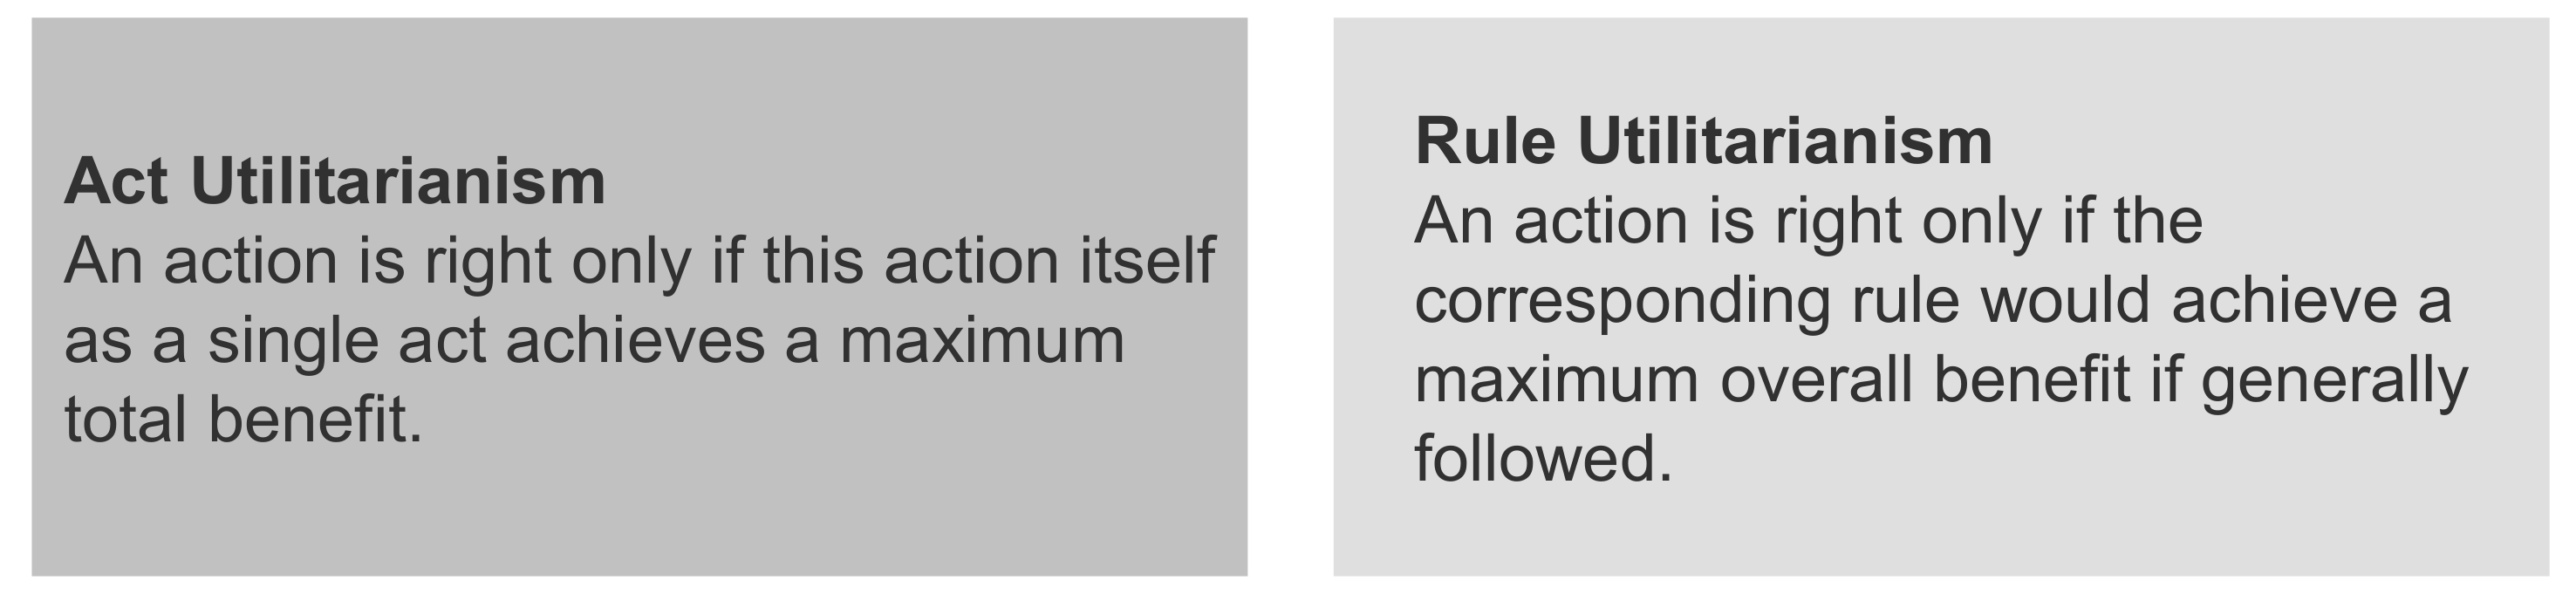 Act Utilitarianism
An action is right only if this action itself
as a single act achieves a maximum
total benefit.
Rule Utilitarianism
An action is right only if the
corresponding rule would achieve a
maximum overall benefit if generally
followed.